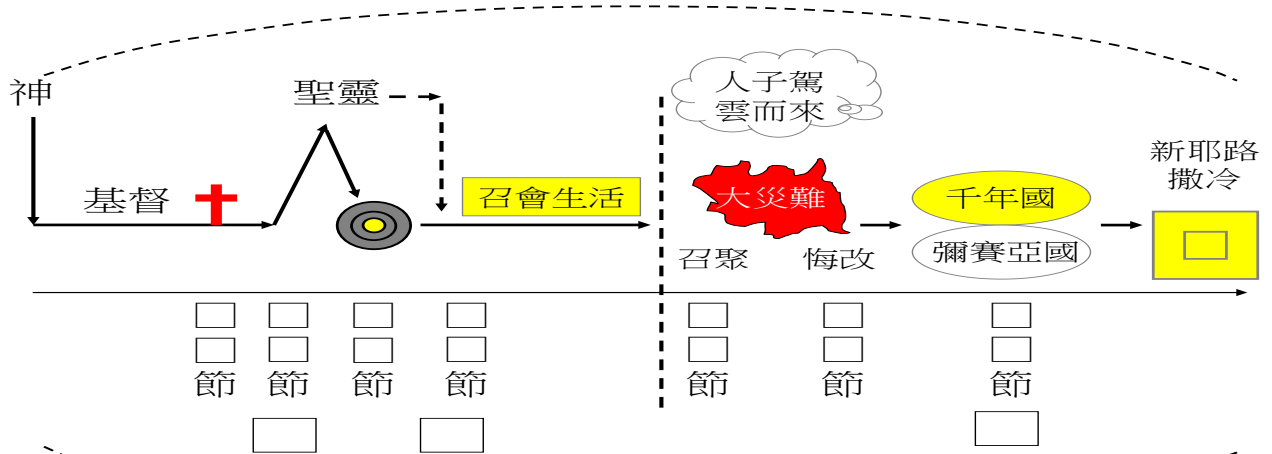 神
聖靈
人子駕
雲而來
基督
召會生活
大災難
召聚
悔改
千年國
彌賽亞國
新耶路
撒冷
節
節
節
節
節
節
節